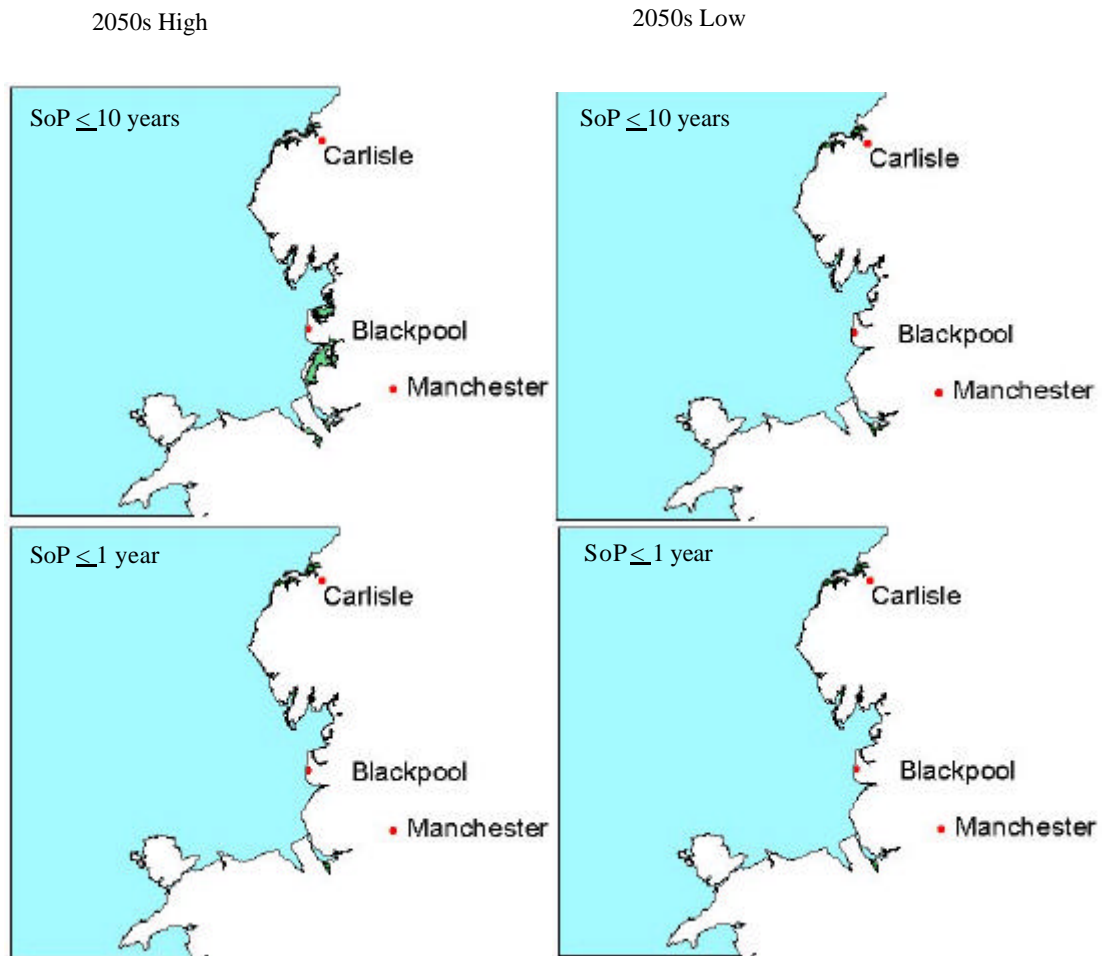 2050s High
2050s Low
SoP < 10 years
Carlisle
Blackpool
Manchester
SoP < 10 years
Carlisle
Blackpool
Manchester
SoP < 1 year
Carlisle
Blackpool
Manchester
SoP < 1 year
Carlisle
Blackpool
Manchester